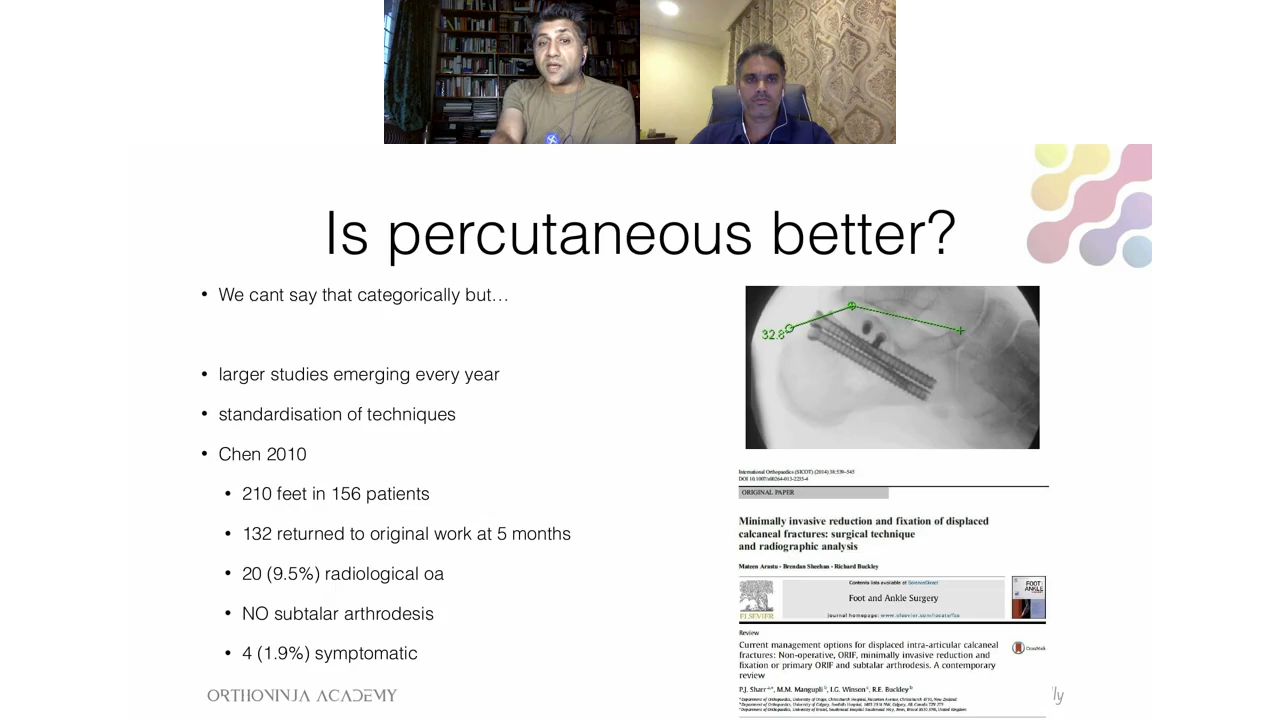 Is percutaneous better?
• We cant say that categorically but…
• larger studies emerging every year
• standardisation of techniques
• Chen 2010
• 210 feet in 156 patients
• 132 returned to original work at 5 months
• 20 (9.5%) radiological oa
• NO subtalar arthrodesis
• 4 (1.9%) symptomatic
ORTHONINJA ACADEMY
32.8°
International Orthopaedics (SICOT) (2014) 38:539–545
DOI 10.1007/s00264-013-2235-4
ORIGINAL PAPER
Minimally invasive reduction and fixation of displaced
calcaneal fractures: surgical technique
and radiographic analysis
Mateen Arastu · Brendan Sheehan · Richard Buckley
Contents lists available at ScienceDirect
Foot and Ankle Surgery
journal homepage: www.elsevier.com/locate/fas
ELSEVIER
FOOT
ANKLE
Review
Current management options for displaced intra-articular calcaneal
fractures: Non-operative, ORIF, minimally invasive reduction and
fixation or primary ORIF and subtalar arthrodesis. A contemporary
review
CrossMark
P.J. Sharr, M.M. Mangupli, I.G. Winson, R.E. Buckley
ly